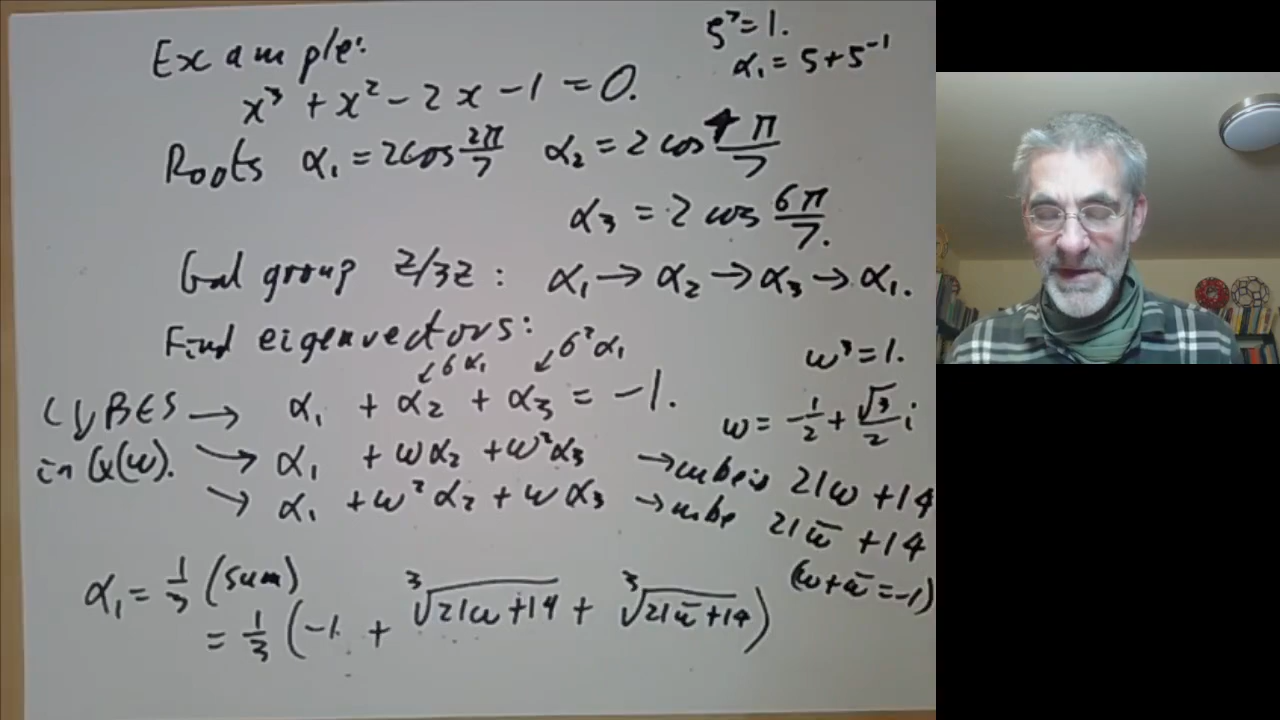 Example:
ζ⁷ = 1.
α₁ = ζ + ζ⁻¹
x³ + x² - 2x - 1 = 0.
Roots α₁ = 2cos 2π/7 α₂ = 2 cos 4π/7
α₃ = 2 cos 6π/7.
Gal group Z/3Z : α₁ → α₂ → α₃ → α₁.
Find eigenvectors:
↙σα₁ ↙σ²α₁
ω³ = 1.
ω = -1/2 + √3/2 i
CUBES → α₁ + α₂ + α₃ = -1.
in Q(ω). → α₁ + ωα₂ + ω²α₃ → cube is 21ω + 14
→ α₁ + ω²α₂ + ωα₃ → cube 21ω̄ + 14
(ω + ω̄ = -1)
α₁ = 1/3 (sum)
= 1/3 (-1 + ∛(21ω + 14) + ∛(21ω̄ + 14))